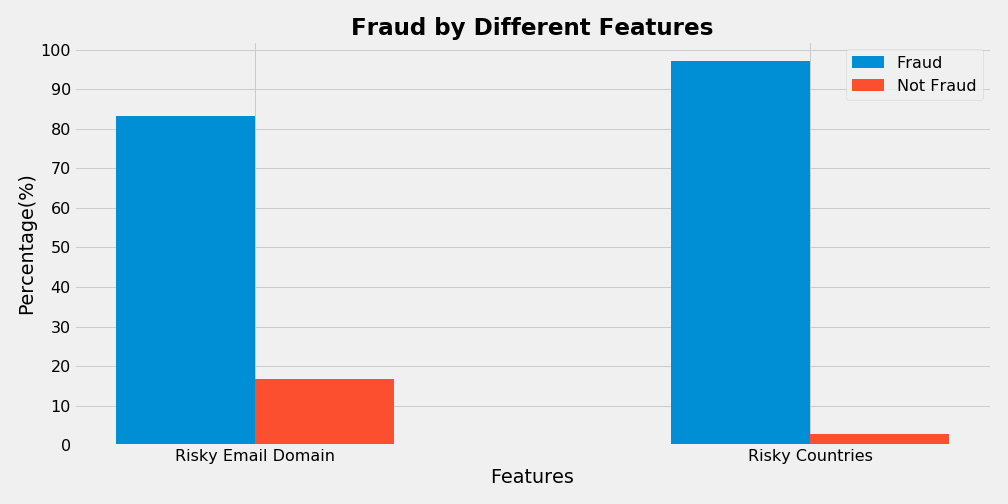 Fraud by Different Features
Fraud
Not Fraud
Percentage(%)
100
90
80
70
60
50
40
30
20
10
0
Risky Email Domain
Risky Countries
Features